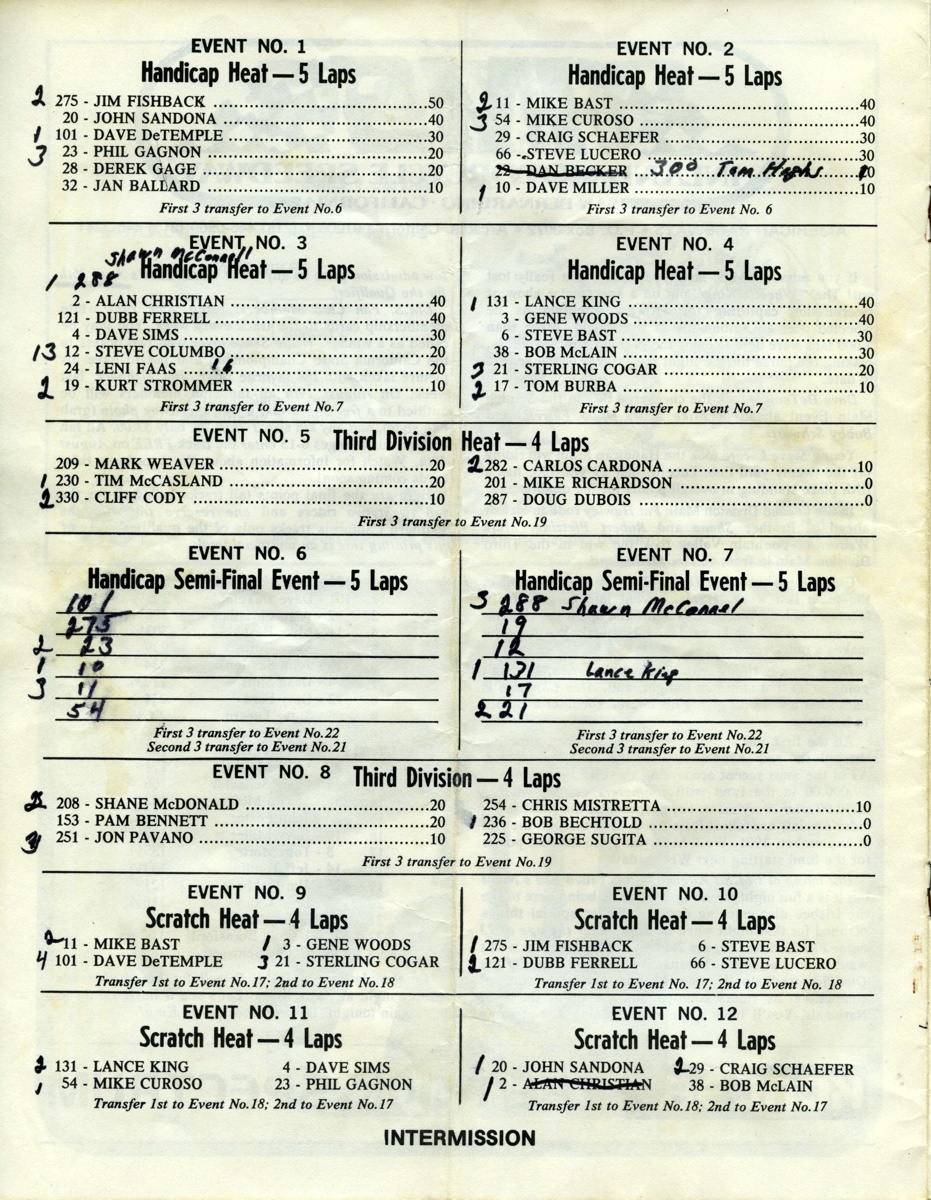 EVENT NO. 1
Handicap Heat — 5 Laps
2 275 - JIM FISHBACK 50
20 - JOHN SANDONA 40
1 101 - DAVE DeTEMPLE 30
3 23 - PHIL GAGNON 20
28 - DEREK GAGE 20
32 - JAN BALLARD 10
First 3 transfer to Event No.6
EVENT NO. 2
Handicap Heat — 5 Laps
2 11 - MIKE BAST 40
3 54 - MIKE CUROSO 40
29 - CRAIG SCHAEFER 30
66 - STEVE LUCERO 30
22 - DAN BECKER 300 Tom
1 10 - DAVE MILLER 10
First 3 transfer to Event No. 6
EVENT NO. 3
Shawn McConnell
1 288 Handicap Heat — 5 Laps
2 - ALAN CHRISTIAN 40
121 - DUBB FERRELL 40
4 - DAVE SIMS 30
13 12 - STEVE COLUMBO 20
24 - LENI FAAS 16 20
2 19 - KURT STROMMER 10
First 3 transfer to Event No.7
EVENT NO. 4
Handicap Heat — 5 Laps
1 131 - LANCE KING 40
3 - GENE WOODS 40
6 - STEVE BAST 30
38 - BOB McLAIN 30
3 21 - STERLING COGAR 20
2 17 - TOM BURBA 10
First 3 transfer to Event No.7
EVENT NO. 5 Third Division Heat — 4 Laps
209 - MARK WEAVER 20
1 230 - TIM McCASLAND 20
2 330 - CLIFF CODY 10
2 282 - CARLOS CARDONA 10
201 - MIKE RICHARDSON 0
287 - DOUG DUBOIS 0
First 3 transfer to Event No.19
EVENT NO. 6
Handicap Semi-Final Event — 5 Laps
101
275
2 23
1 10
3 11
54
First 3 transfer to Event No.22
Second 3 transfer to Event No.21
EVENT NO. 7
Handicap Semi-Final Event — 5 Laps
3 288 Shawn McConnel
19
12
1 131 Lance King
17
2 21
First 3 transfer to Event No.22
Second 3 transfer to Event No.21
EVENT NO. 8 Third Division — 4 Laps
208 - SHANE McDONALD 20
153 - PAM BENNETT 20
251 - JON PAVANO 10
254 - CHRIS MISTRETTA 10
1 236 - BOB BECHTOLD 0
225 - GEORGE SUGITA 0
First 3 transfer to Event No.19
EVENT NO. 9
Scratch Heat — 4 Laps
2 11 - MIKE BAST 1 3 - GENE WOODS
4 101 - DAVE DeTEMPLE 3 21 - STERLING COGAR
Transfer 1st to Event No.17; 2nd to Event No.18
EVENT NO. 10
Scratch Heat — 4 Laps
1 275 - JIM FISHBACK 6 - STEVE BAST
2 121 - DUBB FERRELL 66 - STEVE LUCERO
Transfer 1st to Event No. 17; 2nd to Event No. 18
EVENT NO. 11
Scratch Heat — 4 Laps
2 131 - LANCE KING 4 - DAVE SIMS
1 54 - MIKE CUROSO 23 - PHIL GAGNON
Transfer 1st to Event No.18; 2nd to Event No.17
EVENT NO. 12
Scratch Heat — 4 Laps
1 20 - JOHN SANDONA 2 29 - CRAIG SCHAEFER
1 2 - ALAN CHRISTIAN 38 - BOB McLAIN
Transfer 1st to Event No.18; 2nd to Event No.17
INTERMISSION